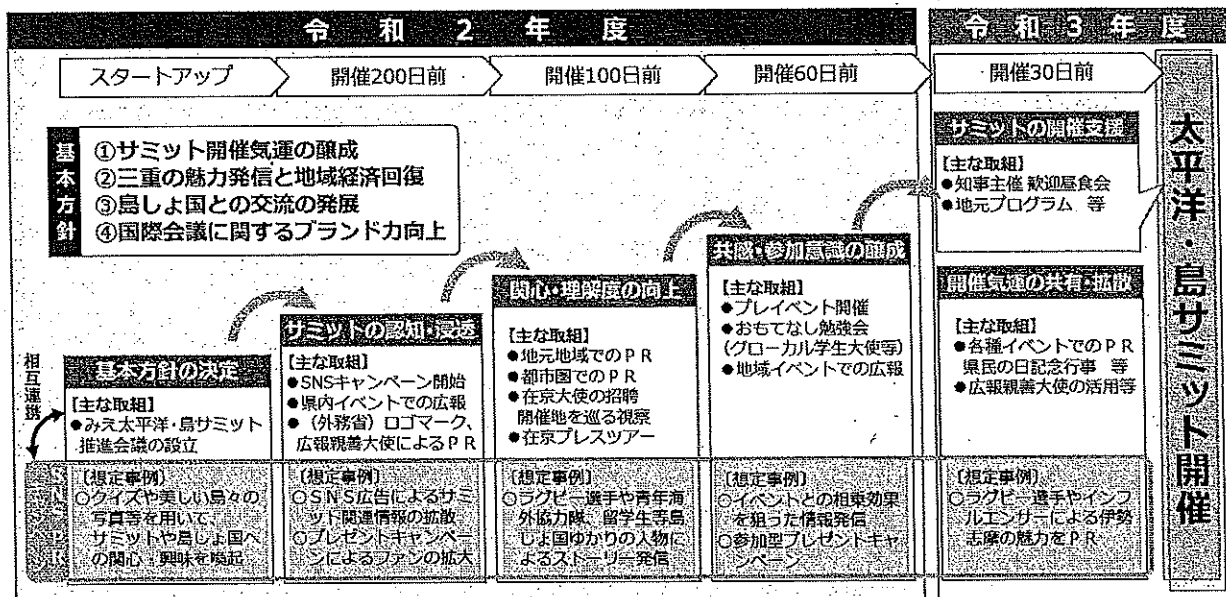 令和2年度
令和3年度
スタートアップ
開催200日前
開催100日前
開催60日前
開催30日前
基本方針
①サミット開催気運の醸成
②三重の魅力発信と地域経済回復
③島しょ国との交流の発展
④国際会議に関するブランド力向上
相互連携
基本方針の決定
【主な取組】
●みえ太平洋・島サミット
推進会議の設立
〔想定事例〕
○クイズや美しい島々の
写真等を用いて、
サミットや島しょ国へ
の関心・興味を喚起
サミットの認知・浸透
【主な取組】
●SNSキャンペーン開始
●県内イベントでの広報
●（外務省）ロゴマーク、
広報親善大使によるPR
〔想定事例〕
○SNS広告によるサミ
ット関連情報の拡散
○プレゼントキャンペー
ンによるファンの拡大
関心・理解度の向上
【主な取組】
●地元地域でのPR
●都市圏でのPR
●在京大使の招聘
開催地を巡る視察
●在京プレスツアー
〔想定事例〕
○ラグビー選手や青年海
外協力隊、留学生等島
しょ国ゆかりの人物に
よるストーリー発信
共感・参加意識の醸成
【主な取組】
●プレイベント開催
●おもてなし勉強会
(グローカル学生大使等)
●地域イベントでの広報
〔想定事例〕
○イベントとの相乗効果
を狙った情報発信
○参加型プレゼントキャ
ンペーン
サミットの開催支援
【主な取組】
●知事主催 歓迎昼食会
●地元プログラム 等
開催気運の共有・拡散
【主な取組】
●各種イベントでのPR
県民の日記念行事 等
●広報親善大使の活用等
〔想定事例〕
○ラグビー選手やインフ
ルエンサーによる伊勢
志摩の魅力をPR
太平洋・島サミット開催